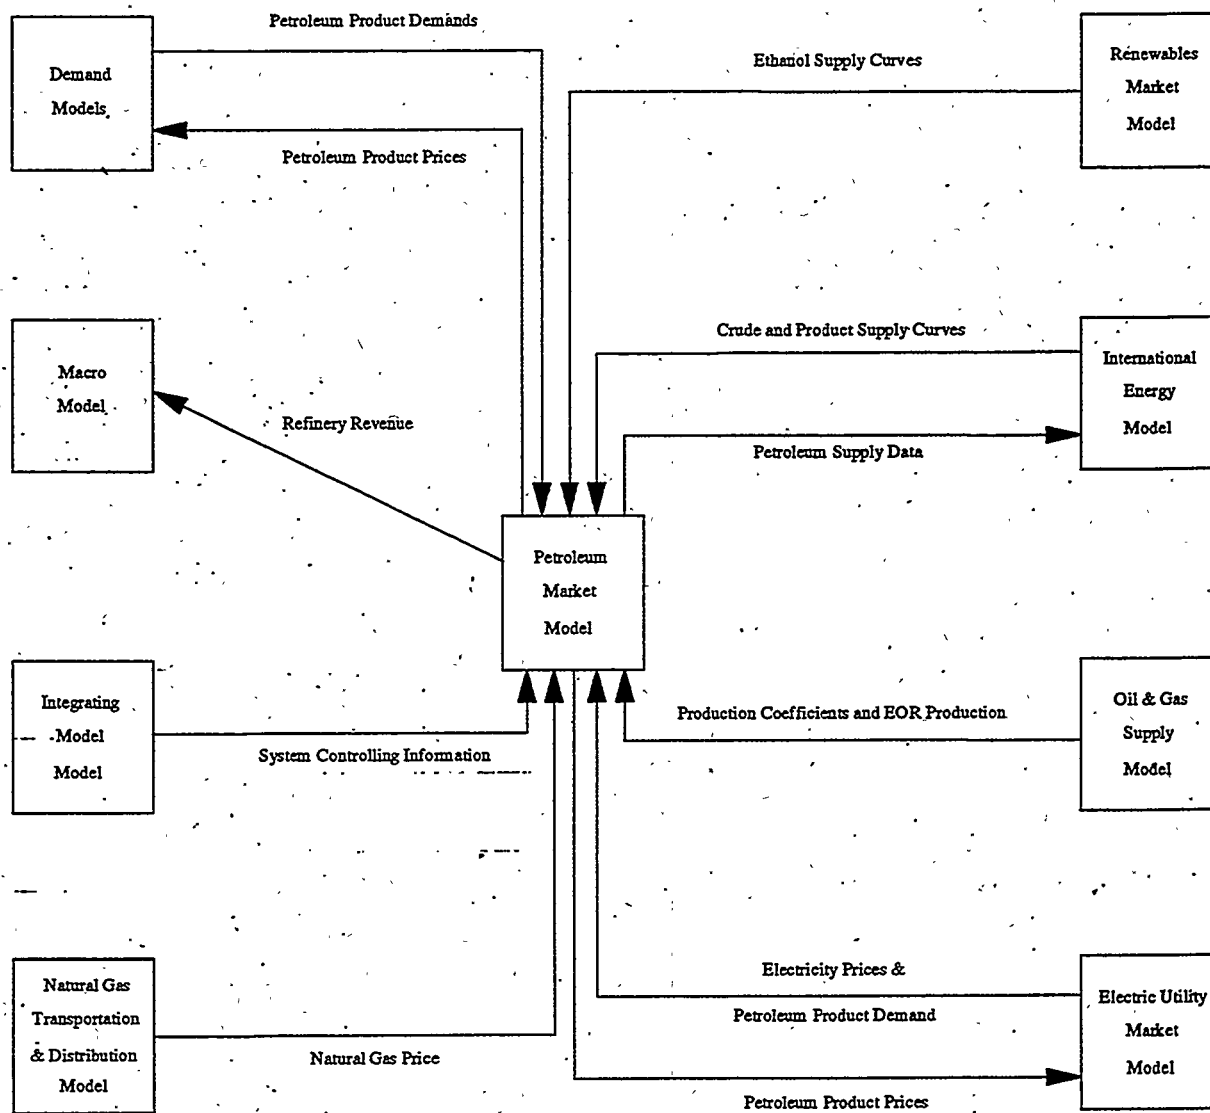 Petroleum Product Demands
Demand
Models
Petroleum Product Prices
Ethanol Supply Curves
Renewables
Market
Model
Macro
Model
Refinery Revenue
Crude and Product Supply Curves
International
Energy
Model
Petroleum Supply Data
Petroleum
Market
Model
Integrating
Model
Model
System Controlling Information
Production Coefficients and EOR Production
Oil & Gas
Supply
Model
Natural Gas
Transportation
& Distribution
Model
Natural Gas Price
Electricity Prices &
Petroleum Product Demand
Electric Utility
Market
Model
Petroleum Product Prices